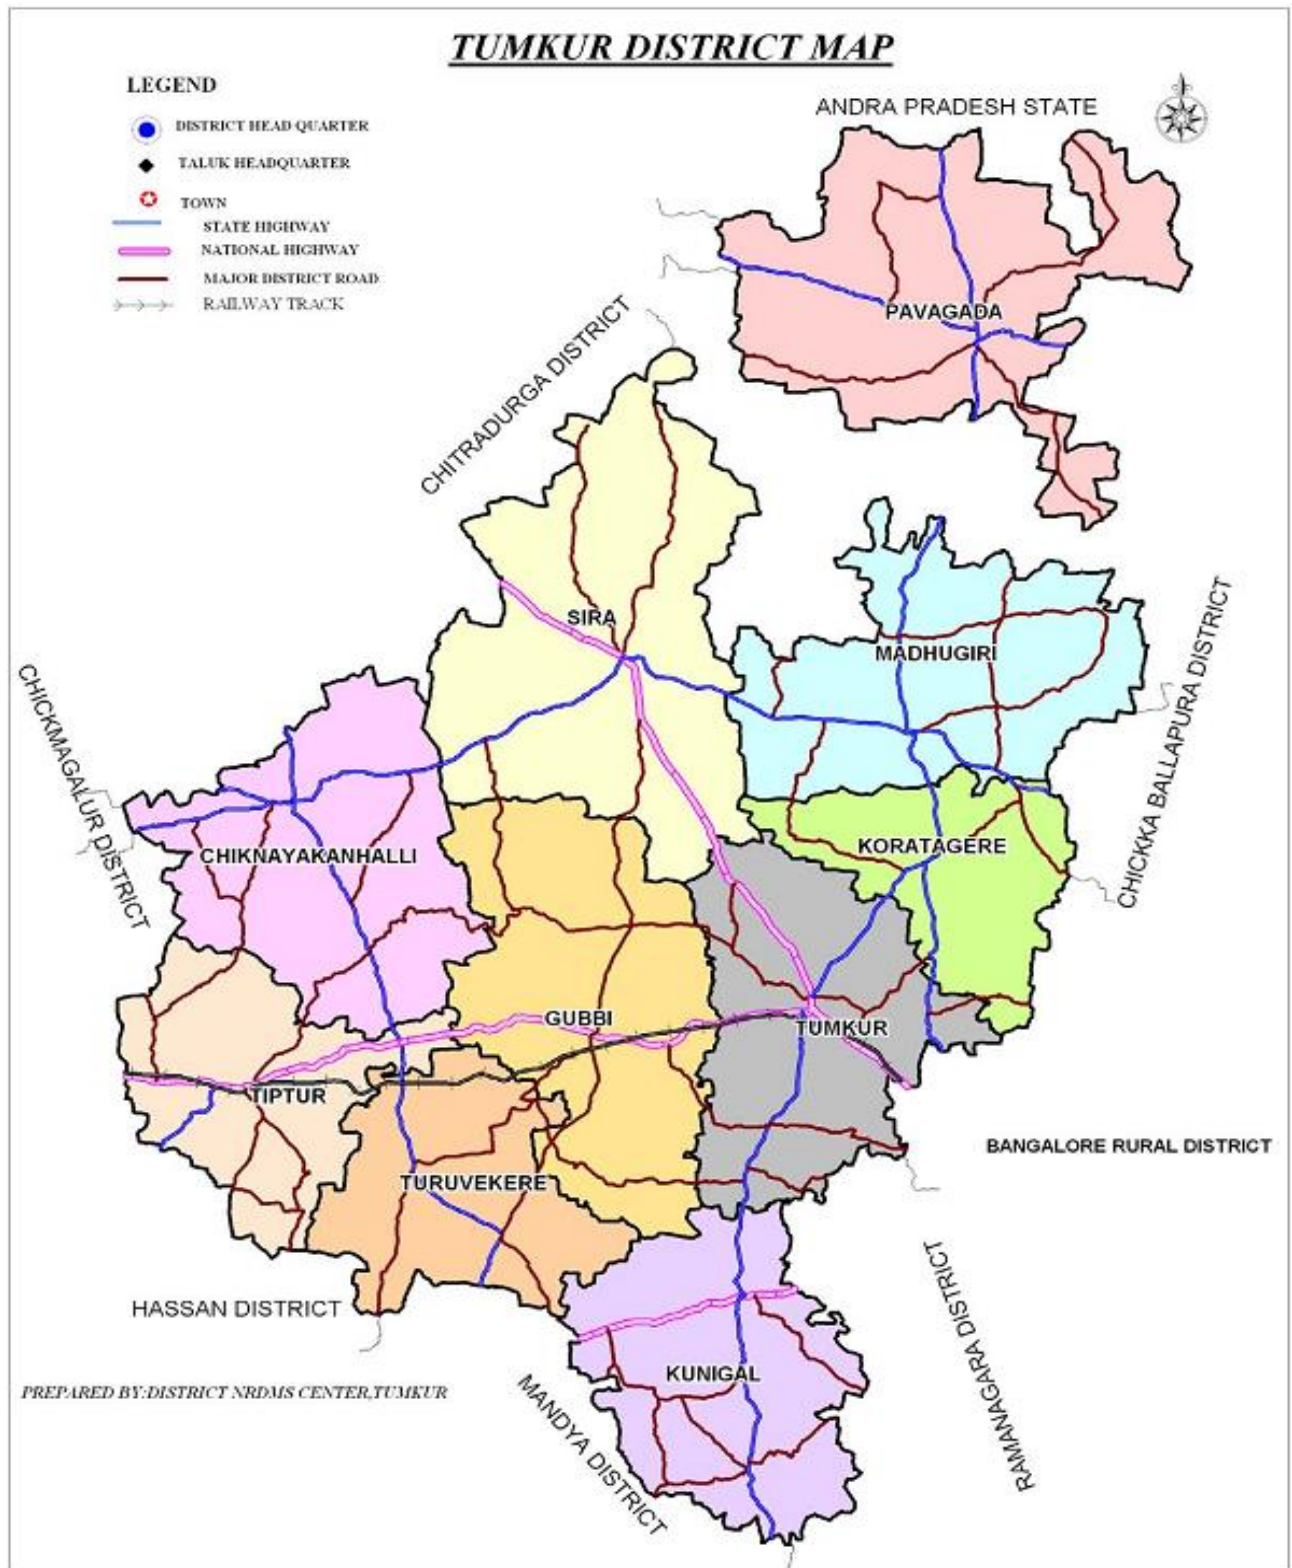 TUMKUR DISTRICT MAP
LEGEND
DISTRICT HEAD QUARTER
TALUK HEADQUARTER
TOWN
STATE HIGHWAY
NATIONAL HIGHWAY
MAJOR DISTRICT ROAD
RAILWAY TRACK
ANDRA PRADESH STATE
PAVAGADA
CHITRADURGA DISTRICT
SIRA
MADHUGIRI
CHICKMAGALUR DISTRICT
CHICKKA BALLAPURA DISTRICT
CHIKNAYAKANHALLI
KORATAGERE
GUBBI
TUMKUR
TIPTUR
BANGALORE RURAL DISTRICT
TURUVEKERE
HASSAN DISTRICT
RAMANAGARA DISTRICT
KUNIGAL
MANDYA DISTRICT
PREPARED BY:DISTRICT NRDMS CENTER,TUMKUR